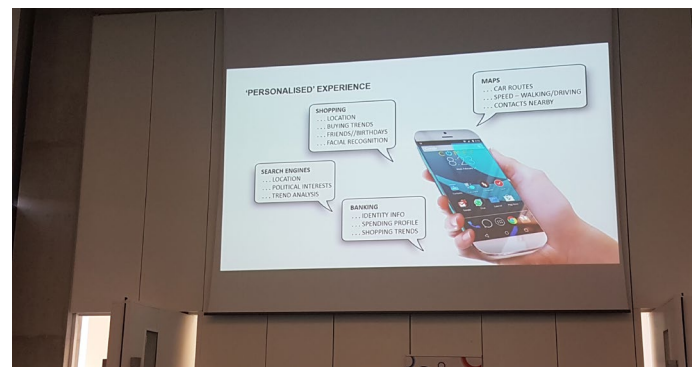 'PERSONALISED' EXPERIENCE
MAPS
. . . CAR ROUTES
. . . SPEED – WALKING/DRIVING
. . . CONTACTS NEARBY
SHOPPING
. . . LOCATION
. . . BUYING TRENDS
. . . FRIENDS//BIRTHDAYS
. . . FACIAL RECOGNITION
SEARCH ENGINES
. . . LOCATION
. . . POLITICAL INTERESTS
. . . TREND ANALYSIS
BANKING
. . . IDENTITY INFO
. . . SPENDING PROFILE
. . . SHOPPING TRENDS